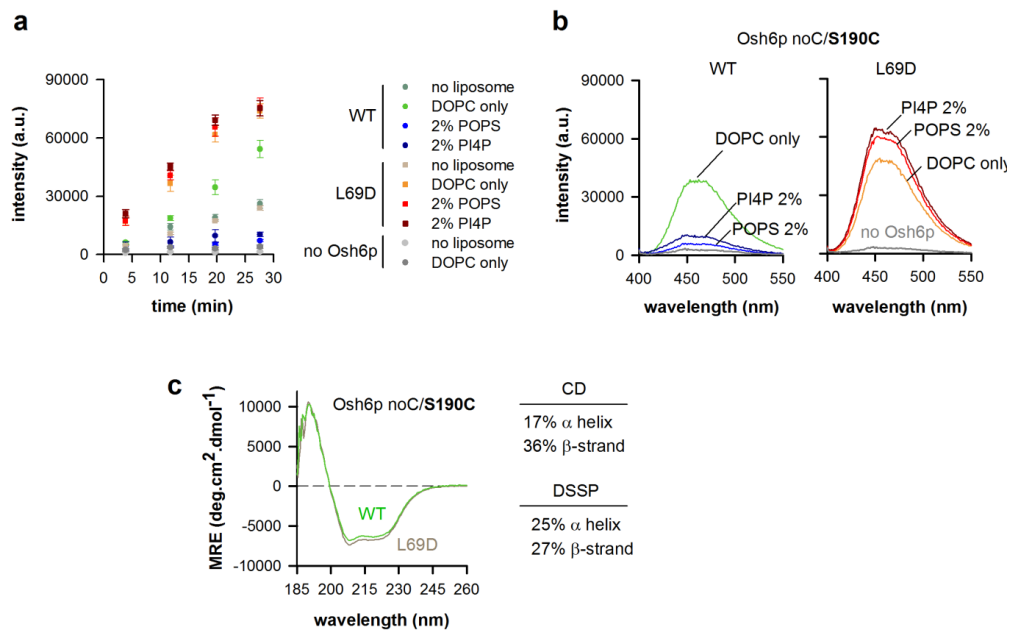 a
intensity (a.u.)
90000
60000
30000
0
0 5 10 15 20 25 30
time (min)
WT
no liposome
DOPC only
2% POPS
2% PI4P
L69D
no liposome
DOPC only
2% POPS
2% PI4P
no Osh6p
no liposome
DOPC only
b
Osh6p noC/S190C
WT
intensity (a.u.)
90000
60000
30000
0
DOPC only
PI4P 2%
POPS 2%
400 450 500 550
wavelength (nm)
L69D
PI4P 2%
POPS 2%
DOPC only
no Osh6p
400 450 500 550
wavelength (nm)
c
Osh6p noC/S190C
MRE (deg.cm².dmol⁻¹)
10000
5000
0
-5000
-10000
WT
L69D
185 200 215 230 245 260
wavelength (nm)
CD
17% α helix
36% β-strand
DSSP
25% α helix
27% β-strand